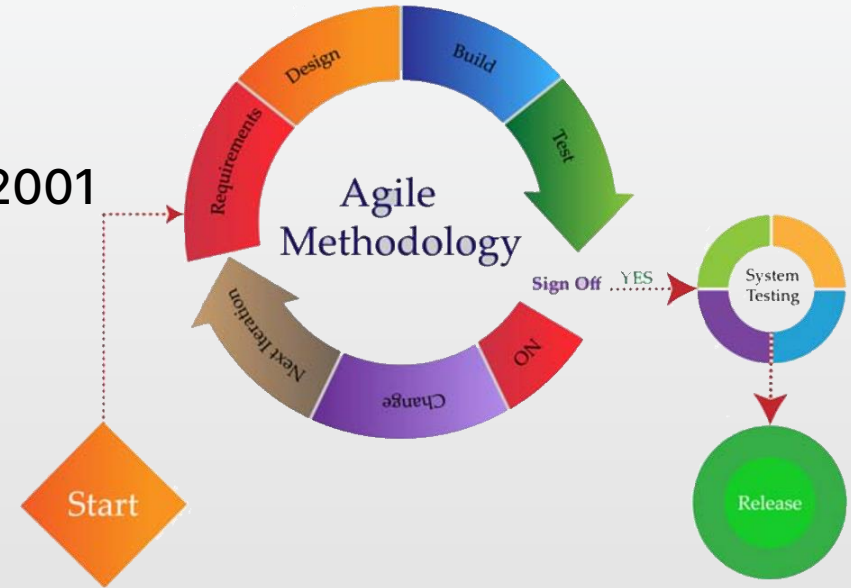 2001
Design
Build
Requirements
Test
Agile
Methodology
Sign Off
YES
System
Testing
NO
Change
Next Iteration
Start
Release